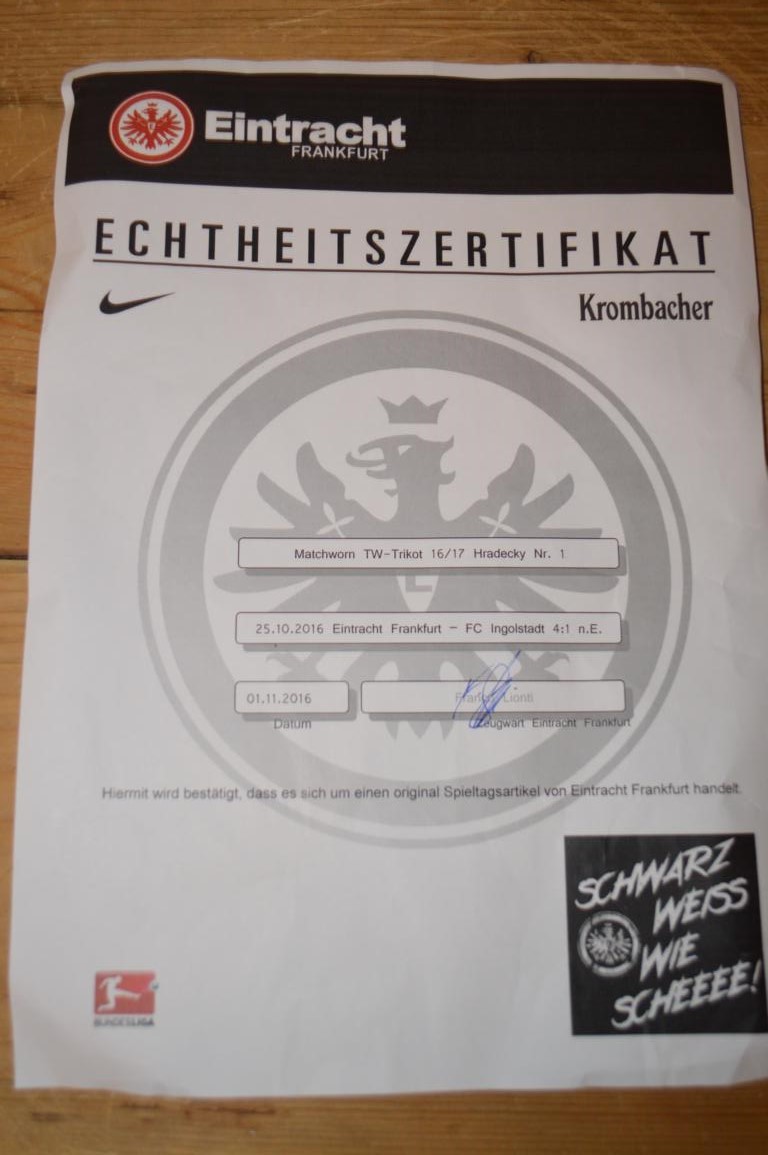 Eintracht
FRANKFURT
ECHTHEITSZERTIFIKAT
Krombacher
Matchworn TW-Trikot 16/17 Hradecky Nr. 1
25.10.2016 Eintracht Frankfurt - FC Ingolstadt 4:1 n.E.
01.11.2016 Franco Lionti
Datum Zeugwart Eintracht Frankfurt
Hiermit wird bestätigt, dass es sich um einen original Spieltagsartikel von Eintracht Frankfurt handelt.
SCHWARZ
WEISS
WIE
SCHEEEE!
BUNDESLIGA